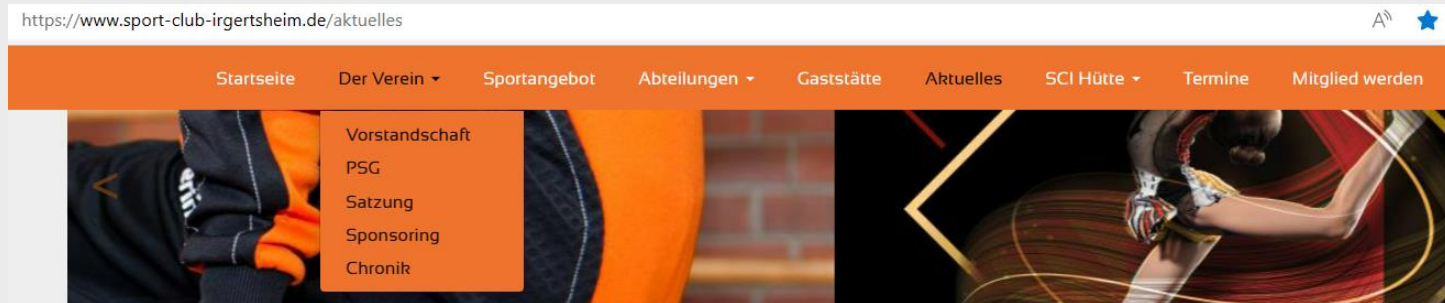 https://www.sport-club-irgertsheim.de/aktuelles
Startseite Der Verein Sportangebot Abteilungen Gaststätte Aktuelles SCI Hütte Termine Mitglied werden
Vorstandschaft
PSG
Satzung
Sponsoring
Chronik